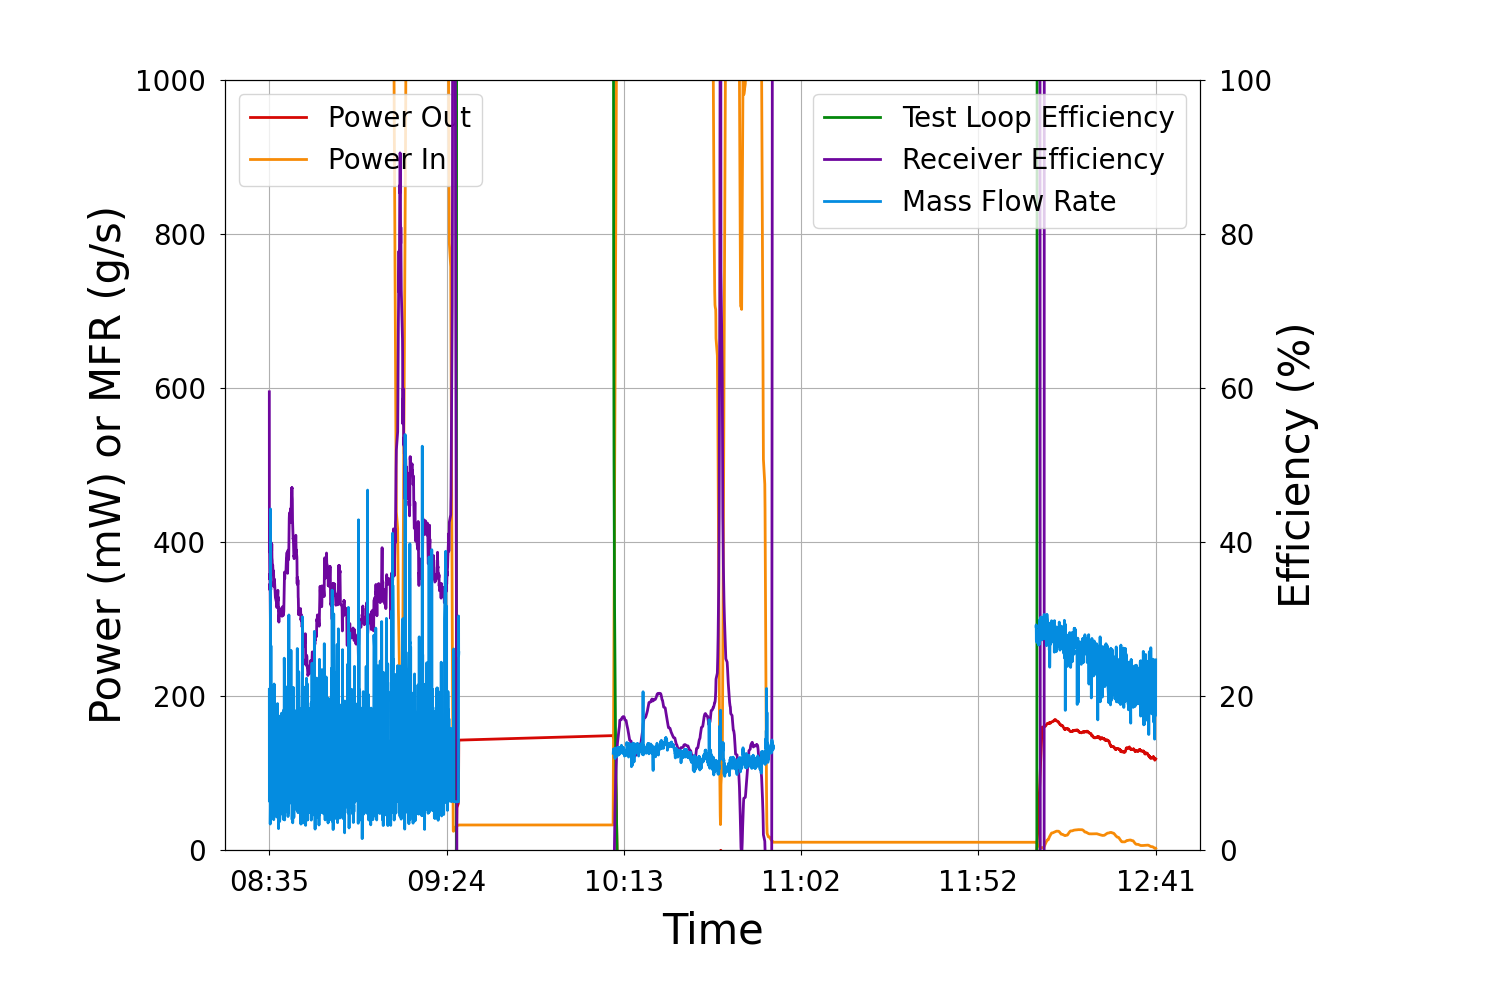 Power (mW) or MFR (g/s)
1000
800
600
400
200
0
Power Out
Power In
Test Loop Efficiency
Receiver Efficiency
Mass Flow Rate
100
80
60
40
20
0
Efficiency (%)
08:35 09:24 10:13 11:02 11:52 12:41
Time